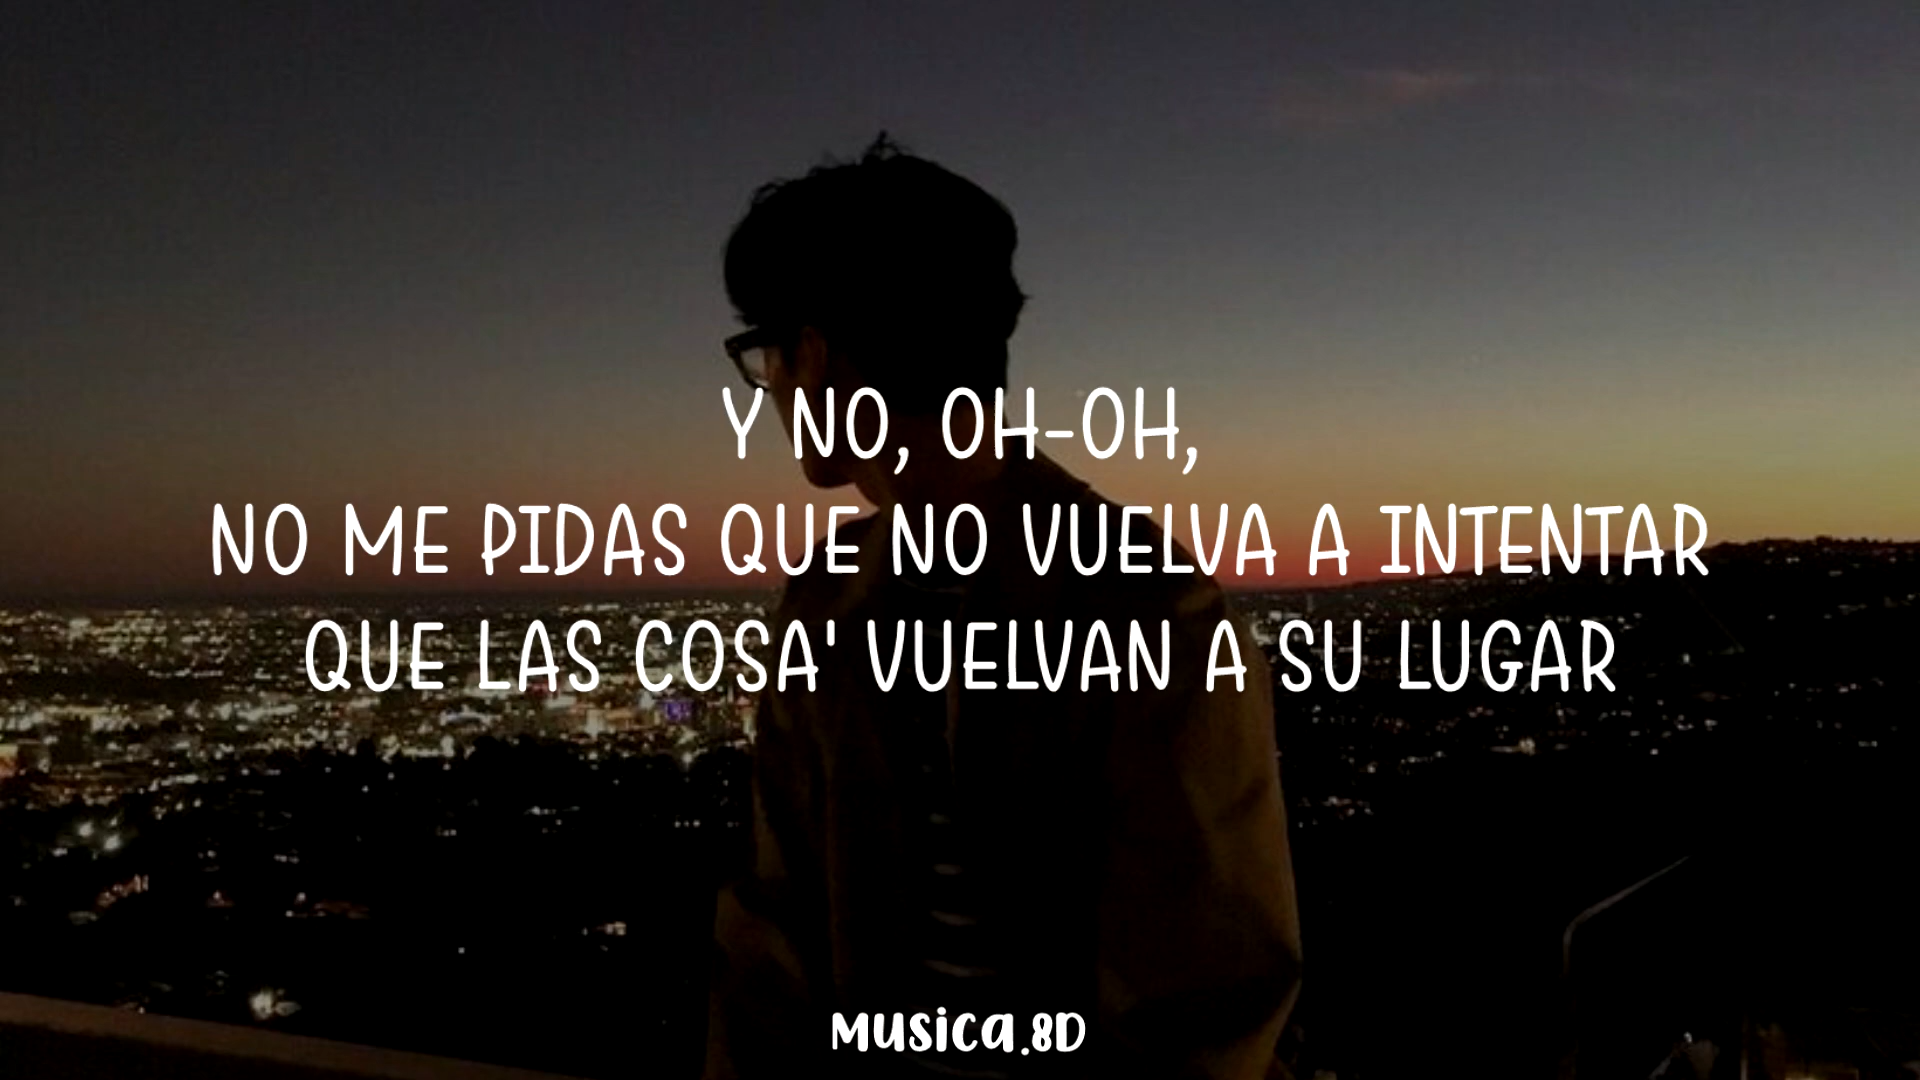 Y NO, OH-OH,
NO ME PIDAS QUE NO VUELVA A INTENTAR
QUE LAS COSA' VUELVAN A SU LUGAR
MUSiCA.8D